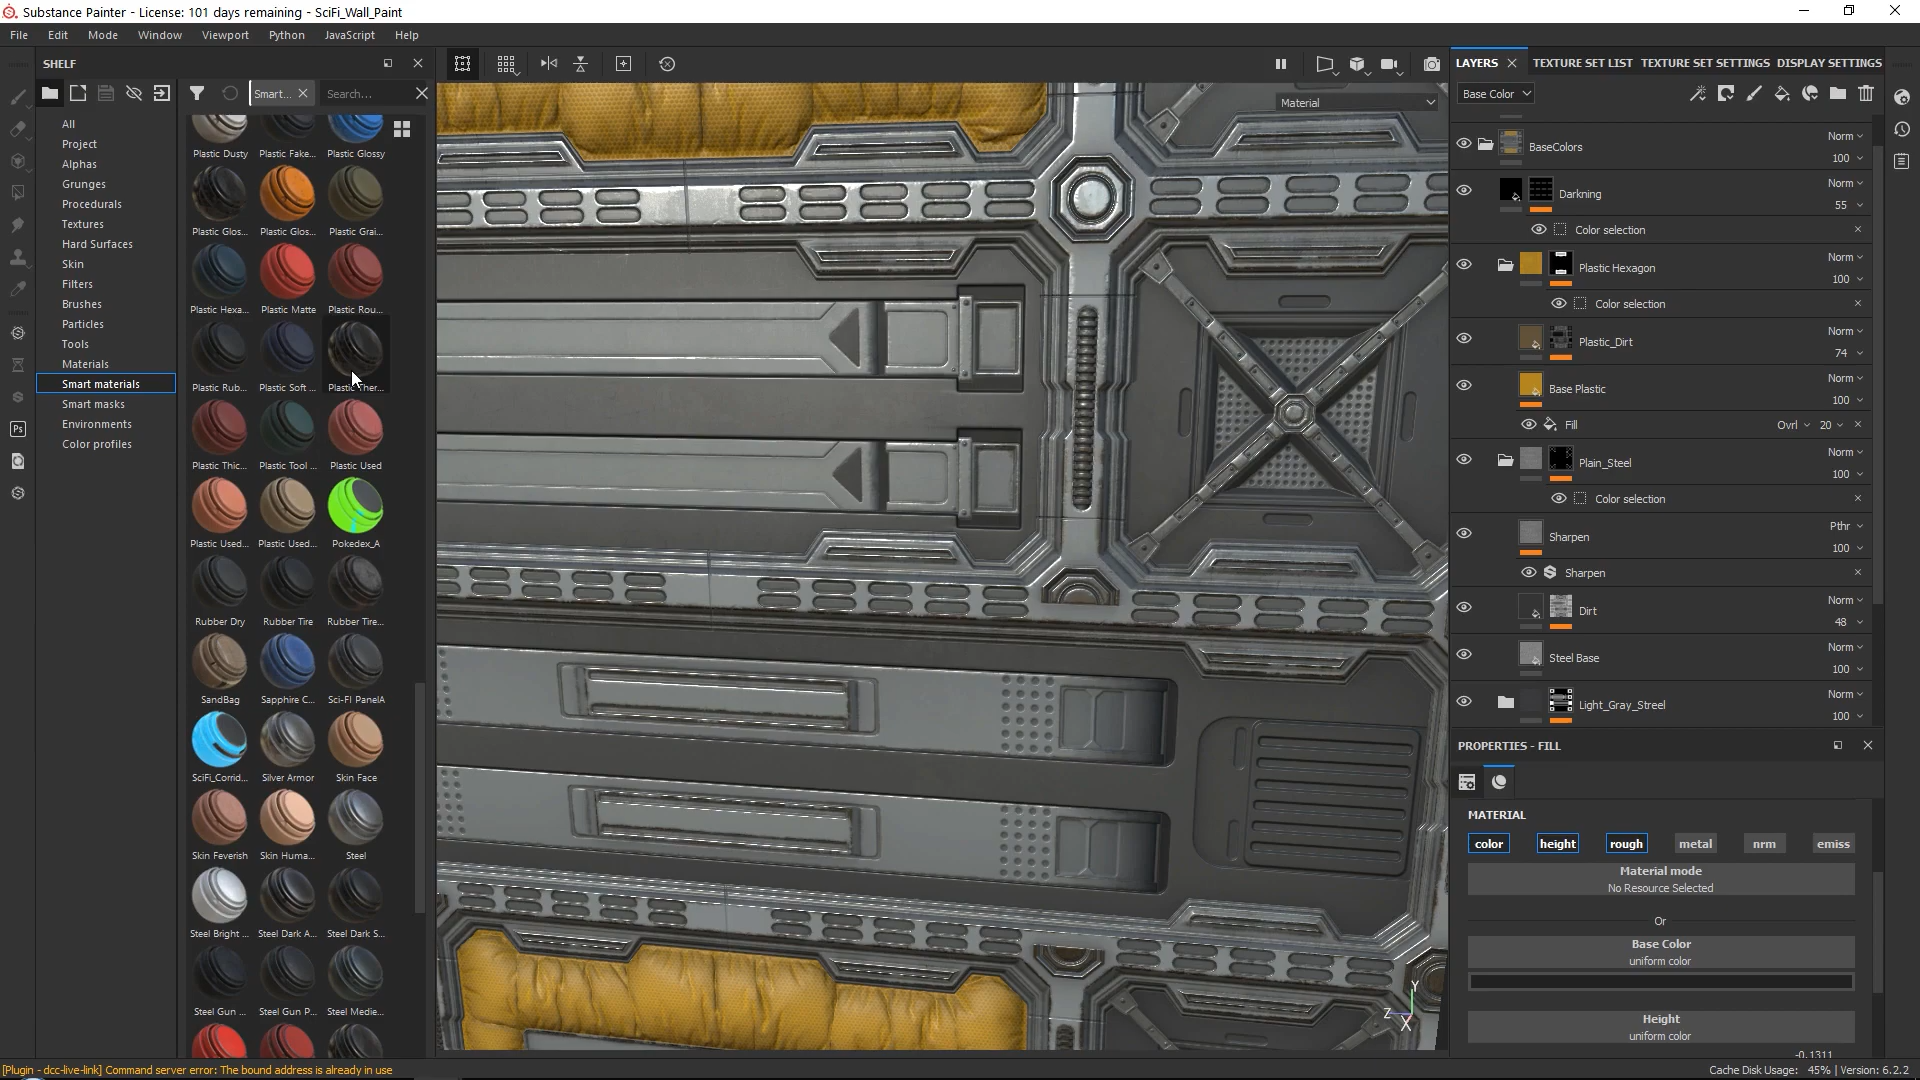 Substance Painter - License: 101 days remaining - SciFi_Wall_Paint
File Edit Mode Window Viewport Python JavaScript Help
SHELF
Smart... Search...
All
Project
Alphas
Grunges
Procedurals
Textures
Hard Surfaces
Skin
Filters
Brushes
Particles
Tools
Materials
Smart materials
Smart masks
Environments
Color profiles
Ps
Plastic Dusty Plastic Fake... Plastic Glossy
Plastic Glos... Plastic Glos... Plastic Grai...
Plastic Hexa... Plastic Matte Plastic Rou...
Plastic Rub... Plastic Soft ... Plastic Ther...
Plastic Thic... Plastic Tool ... Plastic Used
Plastic Used... Plastic Used... Pokedex_A
Rubber Dry Rubber Tire Rubber Tire...
SandBag Sapphire C... Sci-FI PanelA
SciFi_Corrid... Silver Armor Skin Face
Skin Feverish Skin Huma... Steel
Steel Bright ... Steel Dark A... Steel Dark S...
Steel Gun ... Steel Gun P... Steel Medie...
Material
Y
Z
X
LAYERS TEXTURE SET LIST TEXTURE SET SETTINGS DISPLAY SETTINGS
Base Color
BaseColors Norm 100
Darkning Norm 55
Color selection
Plastic Hexagon Norm 100
Color selection
Plastic_Dirt Norm 74
Base Plastic Norm 100
Fill Ovrl 20
Plain_Steel Norm 100
Color selection
Sharpen Pthr 100
Sharpen
Dirt Norm 48
Steel Base Norm 100
Light_Gray_Streel Norm 100
PROPERTIES - FILL
MATERIAL
color height rough metal nrm emiss
Material mode
No Resource Selected
Or
Base Color
uniform color
Height
uniform color
-0.1311
[Plugin - dcc-live-link] Command server error: The bound address is already in use
Cache Disk Usage: 45% | Version: 6.2.2